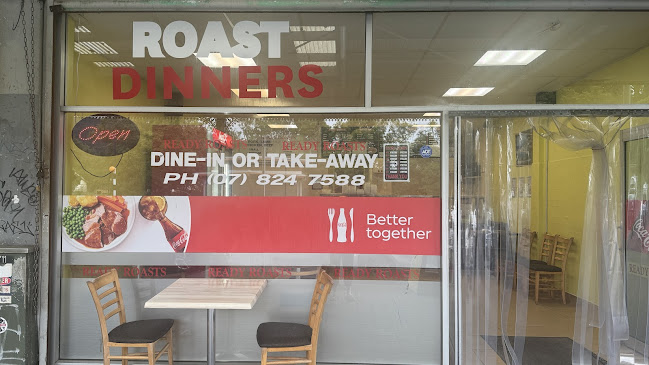 ROAST
DINNERS
Open
READY ROASTS
DINE-IN OR TAKE-AWAY
PH (07) 824 7588
Better
together
READY ROASTS